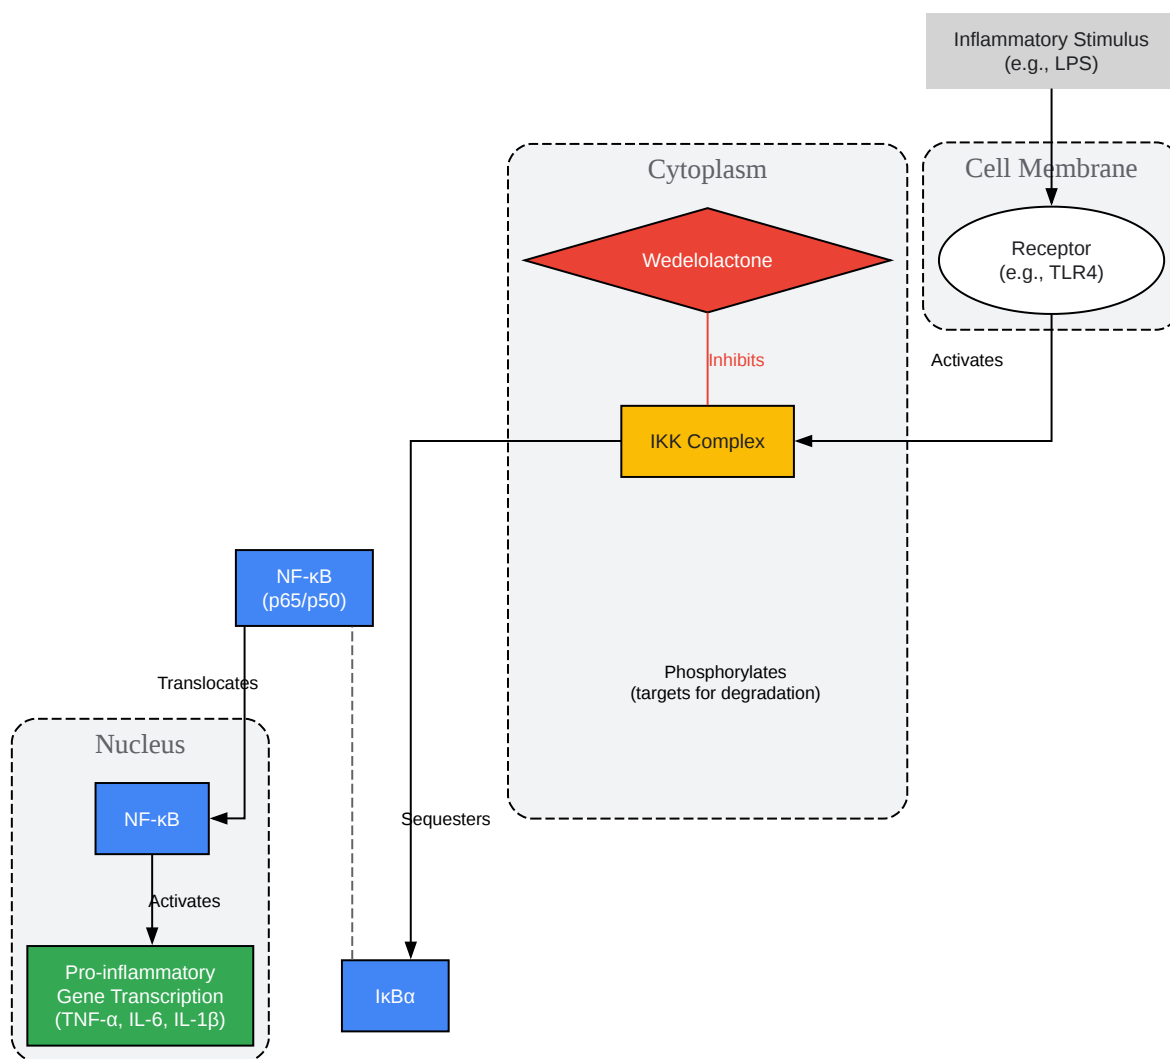 Inflammatory Stimulus
(e.g., LPS)
Cytoplasm
Cell Membrane
Wedelolactone
Receptor
(e.g., TLR4)
Inhibits
Activates
IKK Complex
NF-κB
(p65/p50)
Phosphorylates
(targets for degradation)
Translocates
Nucleus
NF-κB
Sequesters
Activates
Pro-inflammatory
Gene Transcription
(TNF-α, IL-6, IL-1β)
IκBα